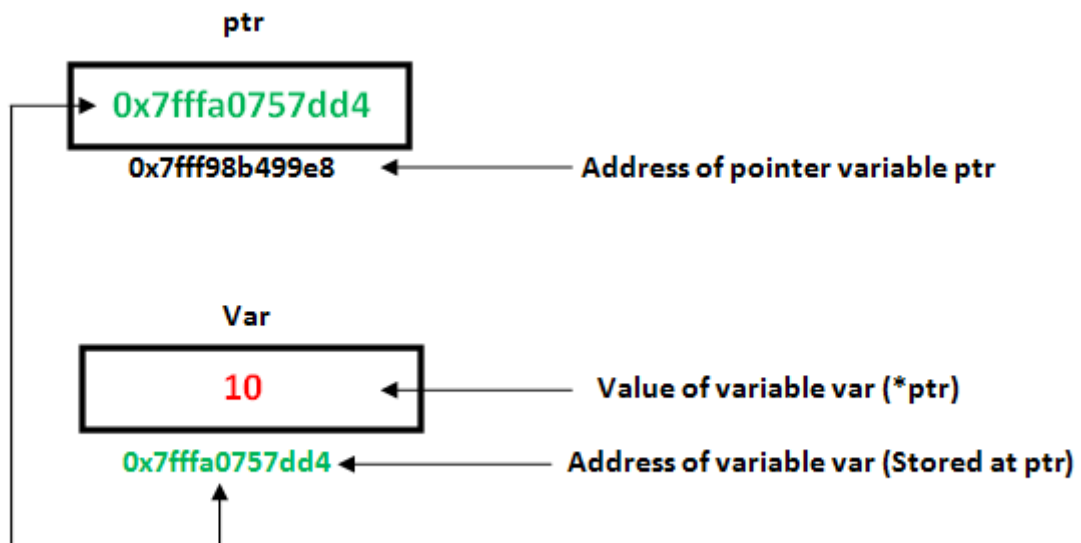 ptr
0x7fffa0757dd4
0x7fff98b499e8
Address of pointer variable ptr
Var
10
Value of variable var (*ptr)
0x7fffa0757dd4
Address of variable var (Stored at ptr)